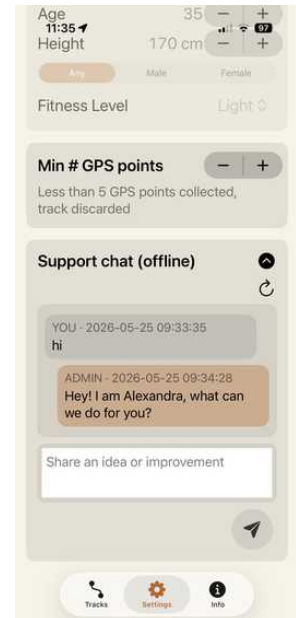 Age 35 − +
11:35 97
Height 170 cm − +
Any Male Female
Fitness Level Light
Min # GPS points − +
Less than 5 GPS points collected,
track discarded
Support chat (offline)
YOU - 2026-05-25 09:33:35
hi
ADMIN - 2026-05-25 09:34:28
Hey! I am Alexandra, what can
we do for you?
Share an idea or improvement
Tracks Settings Info